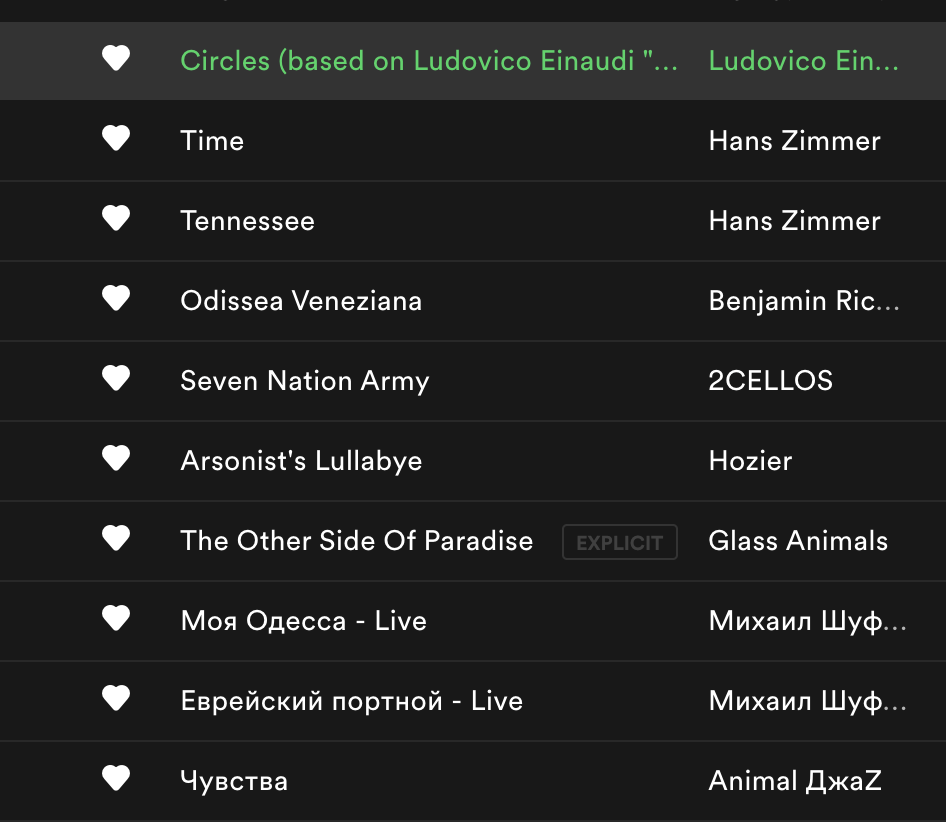 Circles (based on Ludovico Einaudi "... Ludovico Ein...
Time Hans Zimmer
Tennessee Hans Zimmer
Odissea Veneziana Benjamin Ric...
Seven Nation Army 2CELLOS
Arsonist's Lullabye Hozier
The Other Side Of Paradise EXPLICIT Glass Animals
Моя Одесса - Live Михаил Шуф...
Еврейский портной - Live Михаил Шуф...
Чувства Animal ДжаZ